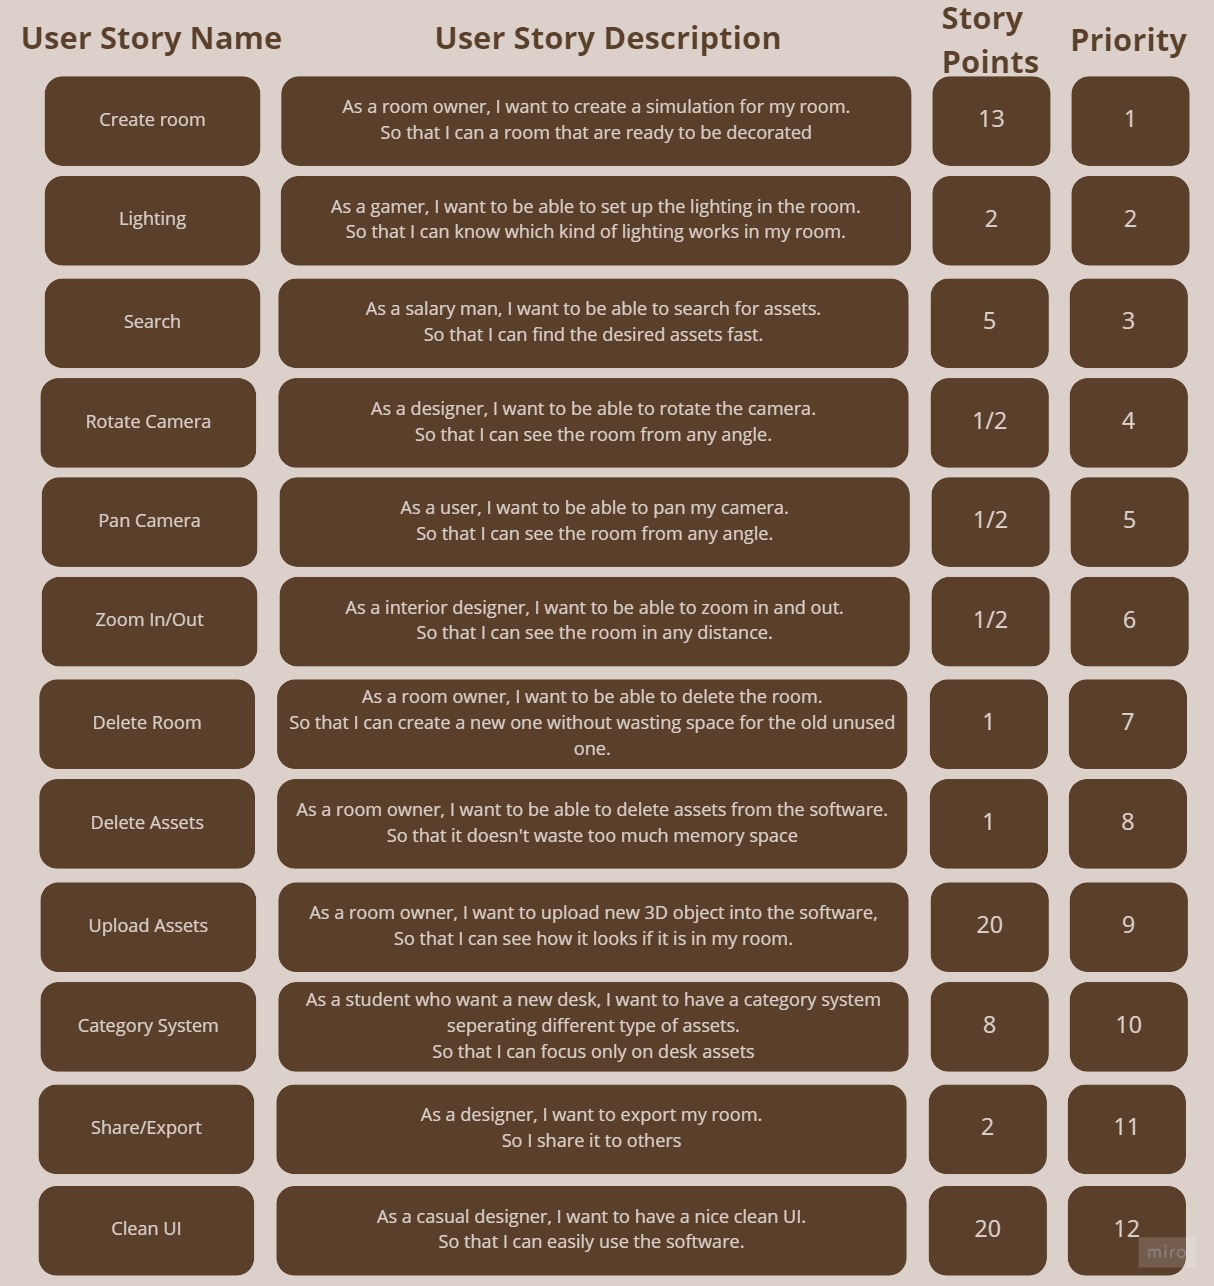 User Story Name
User Story Description
Story
Points
Priority
Create room
As a room owner, I want to create a simulation for my room.
So that I can a room that are ready to be decorated
13
1
Lighting
As a gamer, I want to be able to set up the lighting in the room.
So that I can know which kind of lighting works in my room.
2
2
Search
As a salary man, I want to be able to search for assets.
So that I can find the desired assets fast.
5
3
Rotate Camera
As a designer, I want to be able to rotate the camera.
So that I can see the room from any angle.
1/2
4
Pan Camera
As a user, I want to be able to pan my camera.
So that I can see the room from any angle.
1/2
5
Zoom In/Out
As a interior designer, I want to be able to zoom in and out.
So that I can see the room in any distance.
1/2
6
Delete Room
As a room owner, I want to be able to delete the room.
So that I can create a new one without wasting space for the old unused
one.
1
7
Delete Assets
As a room owner, I want to be able to delete assets from the software.
So that it doesn't waste too much memory space
1
8
Upload Assets
As a room owner, I want to upload new 3D object into the software,
So that I can see how it looks if it is in my room.
20
9
Category System
As a student who want a new desk, I want to have a category system
seperating different type of assets.
So that I can focus only on desk assets
8
10
Share/Export
As a designer, I want to export my room.
So I share it to others
2
11
Clean UI
As a casual designer, I want to have a nice clean UI.
So that I can easily use the software.
20
12
miro